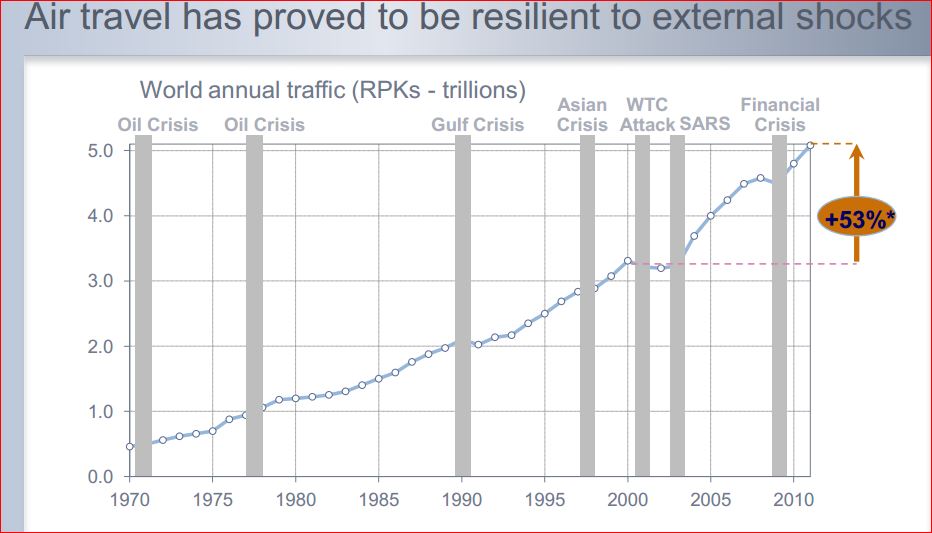 Air travel has proved to be resilient to external shocks
World annual traffic (RPKs - trillions)
Oil Crisis
Oil Crisis
Gulf Crisis
Asian
Crisis
WTC
Attack
SARS
Financial
Crisis
5.0
4.0
3.0
2.0
1.0
0.0
+53%*
1970 1975 1980 1985 1990 1995 2000 2005 2010